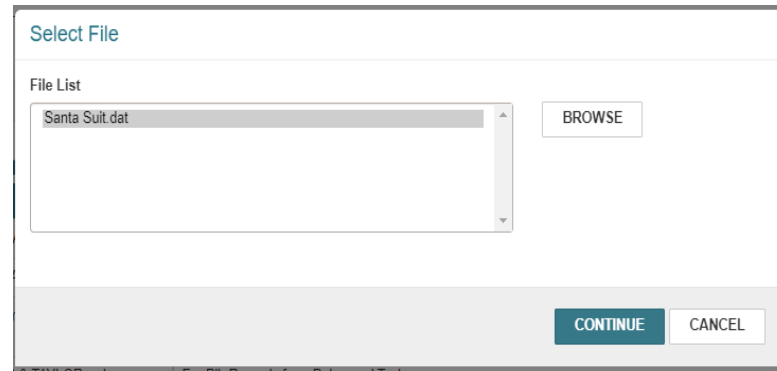 Select File
File List
Santa Suit.dat
BROWSE
CONTINUE
CANCEL